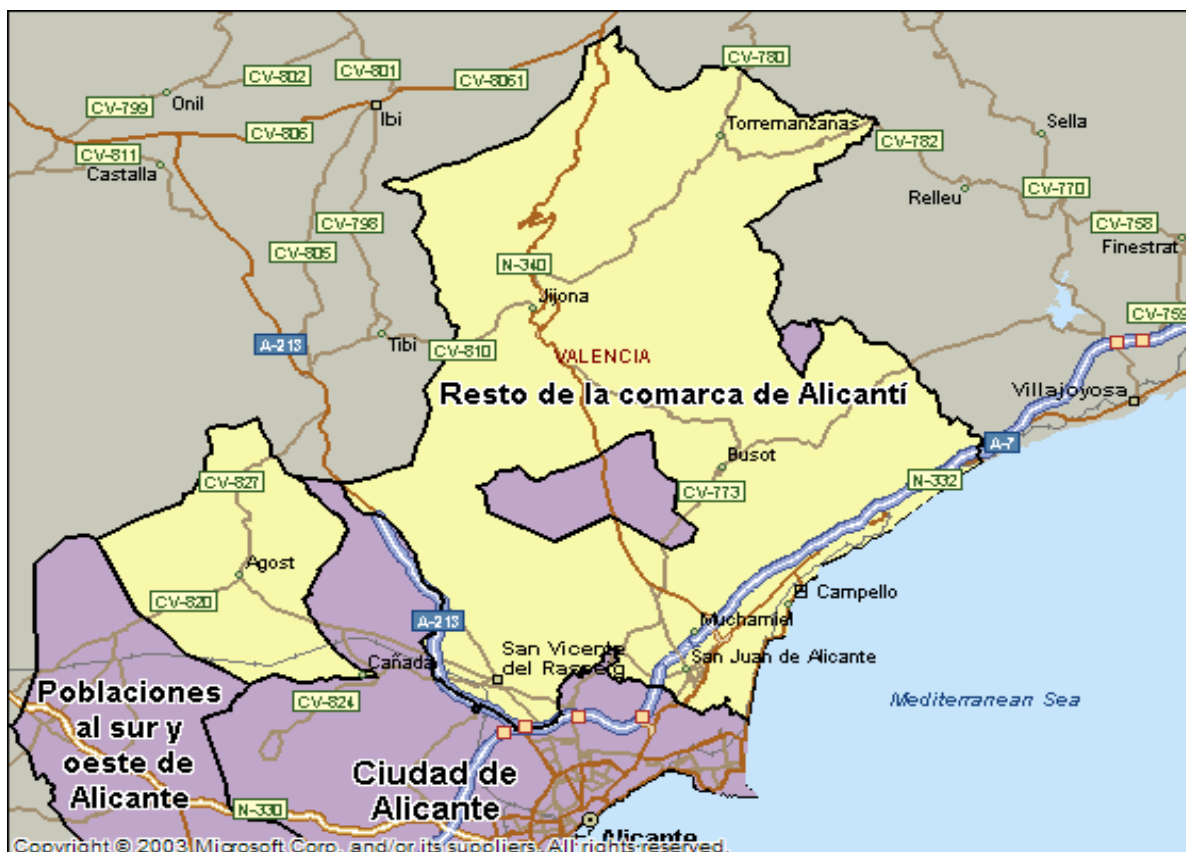 CV-780
CV-802
CV-801
CV-8061
CV-799
Onil
Ibi
CV-806
Torremanzanas
Sella
CV-811
Castalla
CV-782
Relleu
CV-770
CV-798
CV-805
CV-758
Finestrat
N-340
Jijona
CV-759
A-213
Tibi
CV-810
VALENCIA
Resto de la comarca de Alicantí
Villajoyosa
A-7
Busot
CV-827
N-332
CV-773
Agost
CV-820
Campello
A-213
Muchamiel
San Vicente
del Raspeig
San Juan de Alicante
Cañada
Poblaciones
al sur y
oeste de
Alicante
CV-824
Mediterranean Sea
Ciudad de
Alicante
N-330
Alicante
Copyright © 2003 Microsoft Corp. and/or its suppliers. All rights reserved.